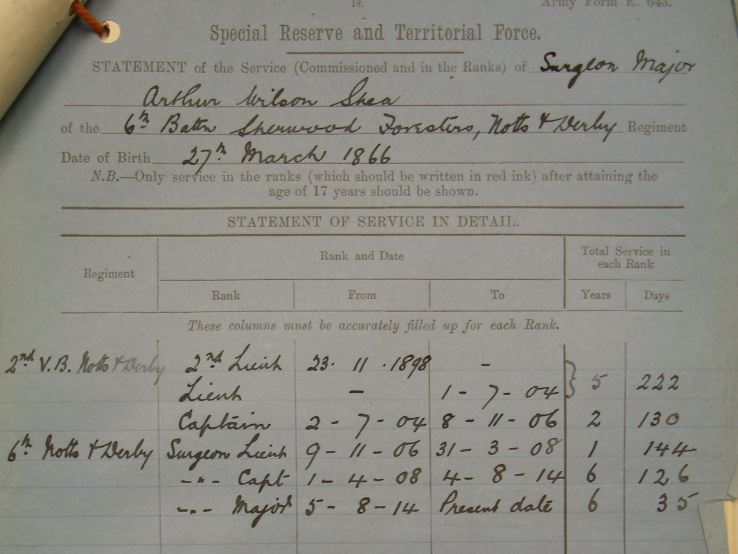 18.
Army Form E. 643.
Special Reserve and Territorial Force.
STATEMENT of the Service (Commissioned and in the Ranks) of Surgeon Major
Arthur Wilson Shea
of the 6th Battn Sherwood Foresters, Notts & Derby Regiment
Date of Birth 27th March 1866
N.B.—Only service in the ranks (which should be written in red ink) after attaining the
age of 17 years should be shown.
STATEMENT OF SERVICE IN DETAIL.
Regiment Rank and Date Total Service in
each Rank
Rank From To Years Days
These columns must be accurately filled up for each Rank.
2nd V.B. Notts & Derby 2nd Lieut 23. 11 . 1898 -
Lieut - 1 - 7 - 04 } 5 222
Captain 2 - 7 - 04 8 - 11 - 06 2 130
6th Notts & Derby Surgeon Lieut 9 - 11 - 06 31 - 3 - 08 1 144
-"- Capt 1 - 4 - 08 4 - 8 - 14 6 126
-"- Major 5 - 8 - 14 Present date 6 35